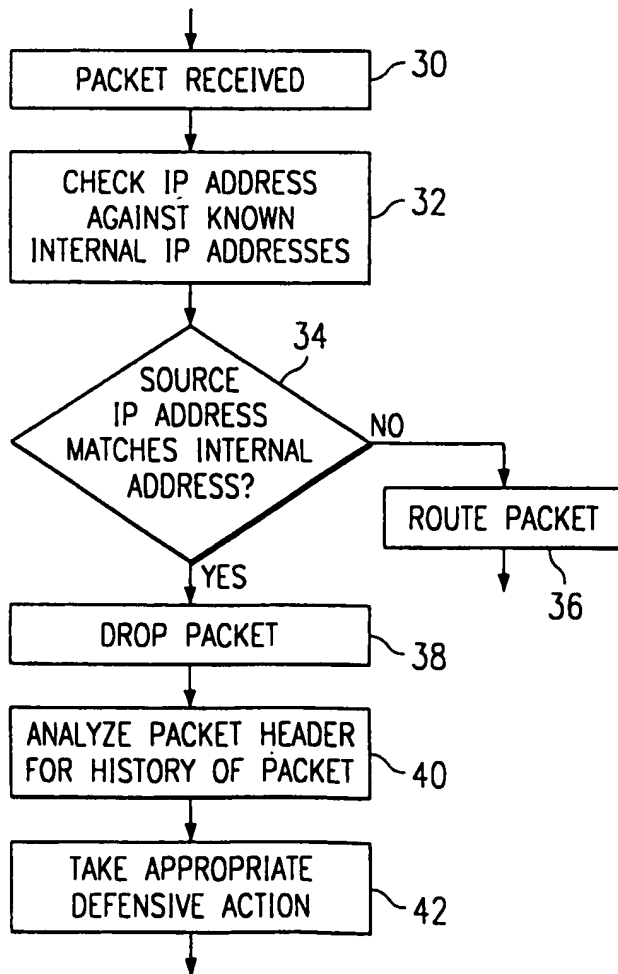 PACKET RECEIVED
30
CHECK IP ADDRESS
AGAINST KNOWN
INTERNAL IP ADDRESSES
32
34
SOURCE
IP ADDRESS
MATCHES INTERNAL
ADDRESS?
NO
ROUTE PACKET
36
YES
DROP PACKET
38
ANALYZE PACKET HEADER
FOR HISTORY OF PACKET
40
TAKE APPROPRIATE
DEFENSIVE ACTION
42